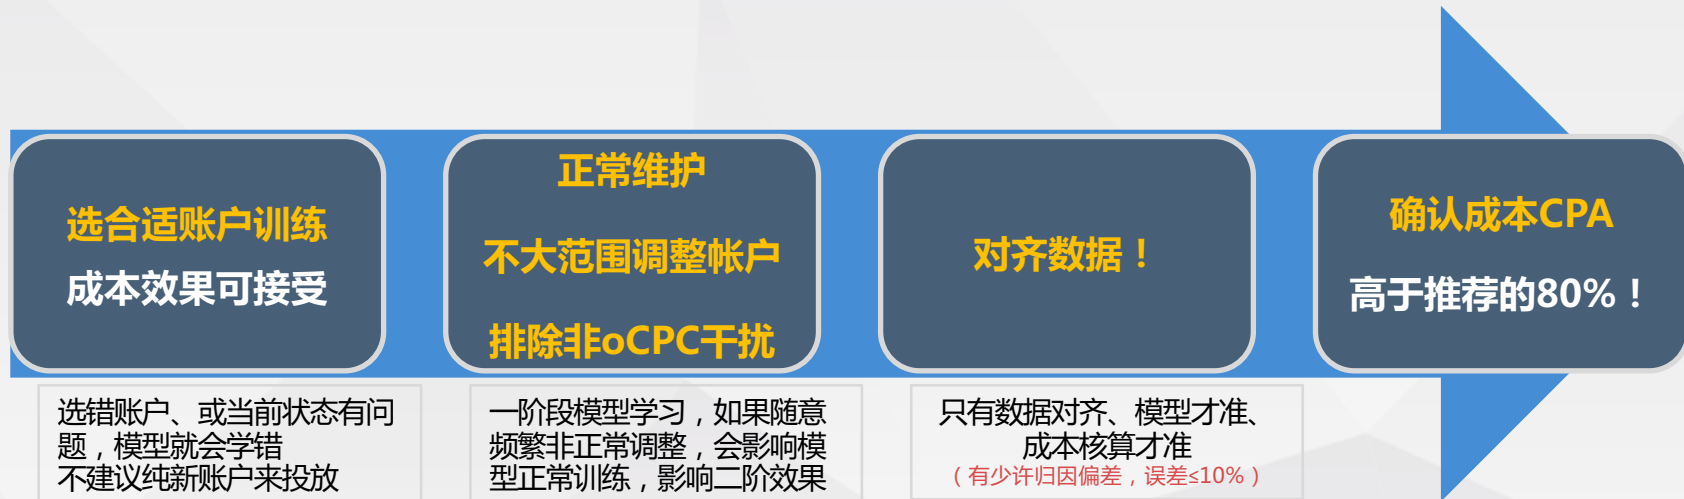 选合适账户训练
成本效果可接受
选错账户、或当前状态有问
题，模型就会学错
不建议纯新账户来投放
正常维护
不大范围调整帐户
排除非oCPC干扰
一阶段模型学习，如果随意
频繁非正常调整，会影响模
型正常训练，影响二阶效果
对齐数据！
只有数据对齐、模型才准、
成本核算才准
（有少许归因偏差，误差≤10%）
确认成本CPA
高于推荐的80%！